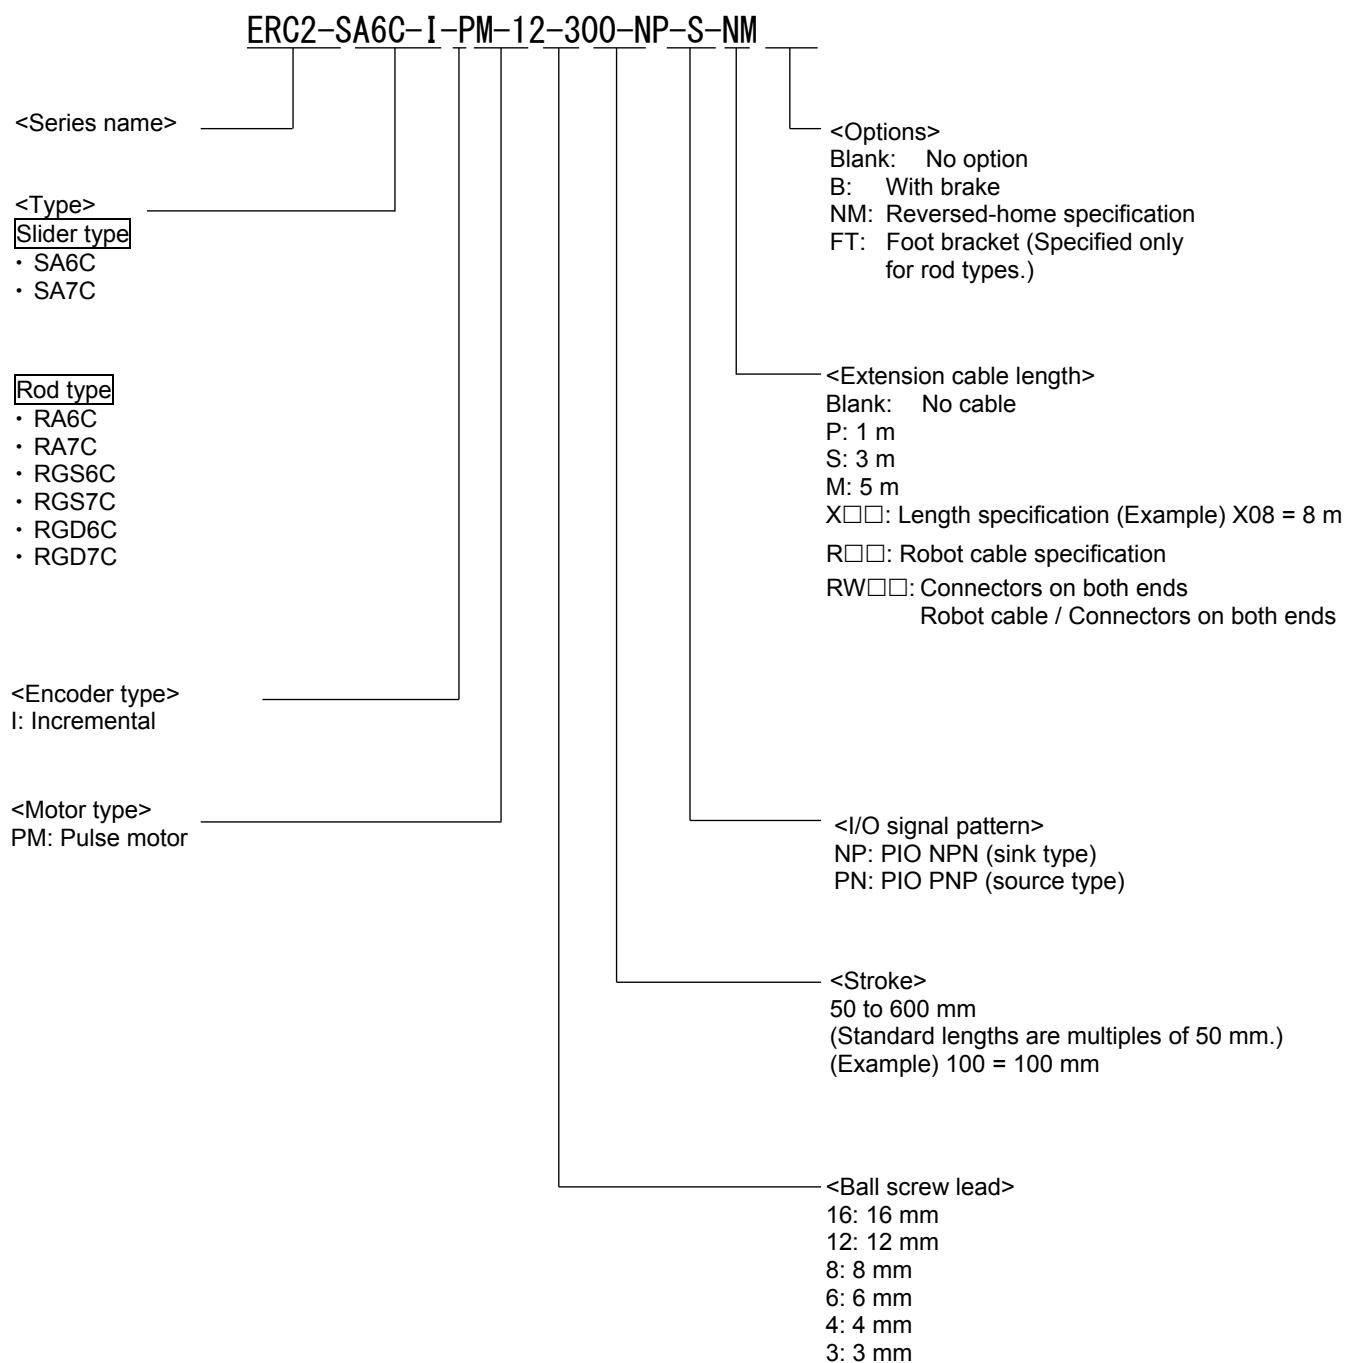 ERC2-SA6C-I-PM-12-300-NP-S-NM
<Series name>
<Type>
Slider type
・ SA6C
・ SA7C
Rod type
・ RA6C
・ RA7C
・ RGS6C
・ RGS7C
・ RGD6C
・ RGD7C
<Encoder type>
I: Incremental
<Motor type>
PM: Pulse motor
<Options>
Blank: No option
B: With brake
NM: Reversed-home specification
FT: Foot bracket (Specified only
for rod types.)
<Extension cable length>
Blank: No cable
P: 1 m
S: 3 m
M: 5 m
X□□: Length specification (Example) X08 = 8 m
R□□: Robot cable specification
RW□□: Connectors on both ends
Robot cable / Connectors on both ends
<I/O signal pattern>
NP: PIO NPN (sink type)
PN: PIO PNP (source type)
<Stroke>
50 to 600 mm
(Standard lengths are multiples of 50 mm.)
(Example) 100 = 100 mm
<Ball screw lead>
16: 16 mm
12: 12 mm
8: 8 mm
6: 6 mm
4: 4 mm
3: 3 mm